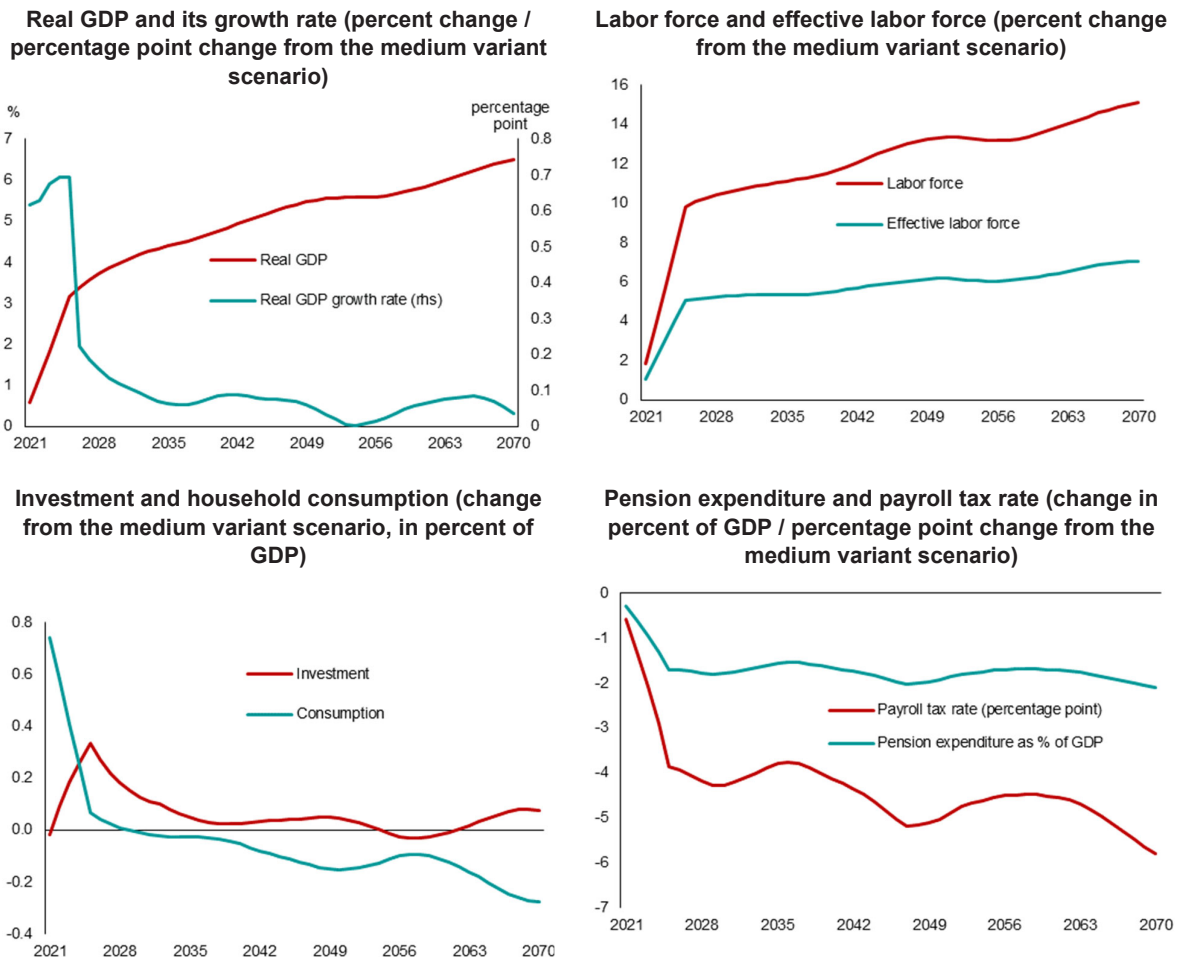 Real GDP and its growth rate (percent change /
percentage point change from the medium variant
scenario)
%
percentage
point
7
6
5
4
3
2
1
0
0.8
0.7
0.6
0.5
0.4
0.3
0.2
0.1
0
Real GDP
Real GDP growth rate (rhs)
2021 2028 2035 2042 2049 2056 2063 2070
Labor force and effective labor force (percent change
from the medium variant scenario)
16
14
12
10
8
6
4
2
0
Labor force
Effective labor force
2021 2028 2035 2042 2049 2056 2063 2070
Investment and household consumption (change
from the medium variant scenario, in percent of
GDP)
0.8
0.6
0.4
0.2
0.0
-0.2
-0.4
Investment
Consumption
2021 2028 2035 2042 2049 2056 2063 2070
Pension expenditure and payroll tax rate (change in
percent of GDP / percentage point change from the
medium variant scenario)
0
-1
-2
-3
-4
-5
-6
-7
Payroll tax rate (percentage point)
Pension expenditure as % of GDP
2021 2028 2035 2042 2049 2056 2063 2070